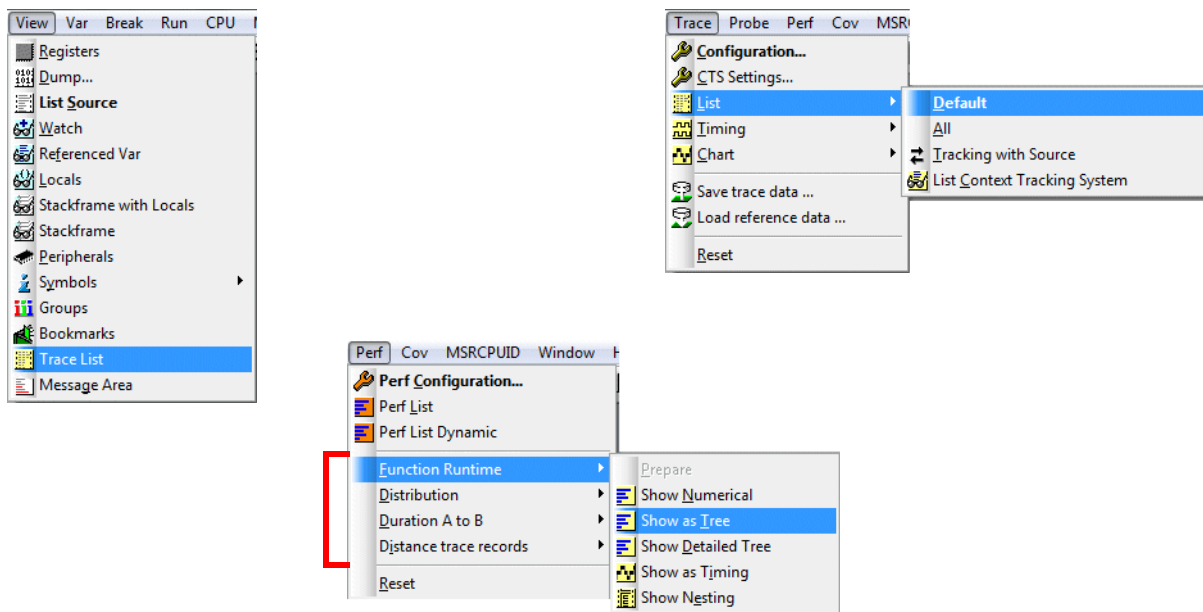 View Var Break Run CPU
Registers
Dump...
List Source
Watch
Referenced Var
Locals
Stackframe with Locals
Stackframe
Peripherals
Symbols
Groups
Bookmarks
Trace List
Message Area
Trace Probe Perf Cov
Configuration...
CTS Settings...
List
Timing
Chart
Save trace data ...
Load reference data ...
Reset
Default
All
Tracking with Source
List Context Tracking System
Perf Cov MSRCPUID Window
Perf Configuration...
Perf List
Perf List Dynamic
Function Runtime
Distribution
Duration A to B
Distance trace records
Reset
Prepare
Show Numerical
Show as Tree
Show Detailed Tree
Show as Timing
Show Nesting